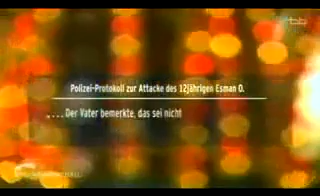 Polizei-Protokoll zur Attacke des 12jährigen Esman O.
„. . . Der Vater bemerkte, das sei nicht